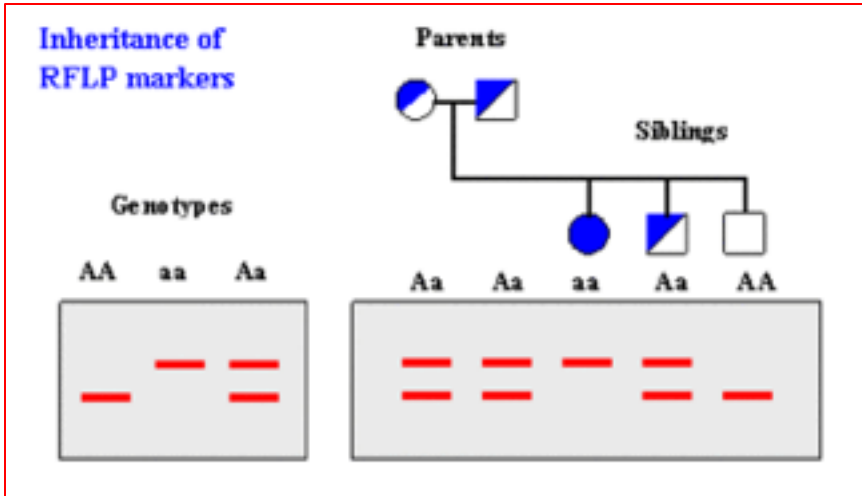 Inheritance of
RFLP markers
Parents
Siblings
Genotypes
AA aa Aa
Aa Aa aa Aa AA